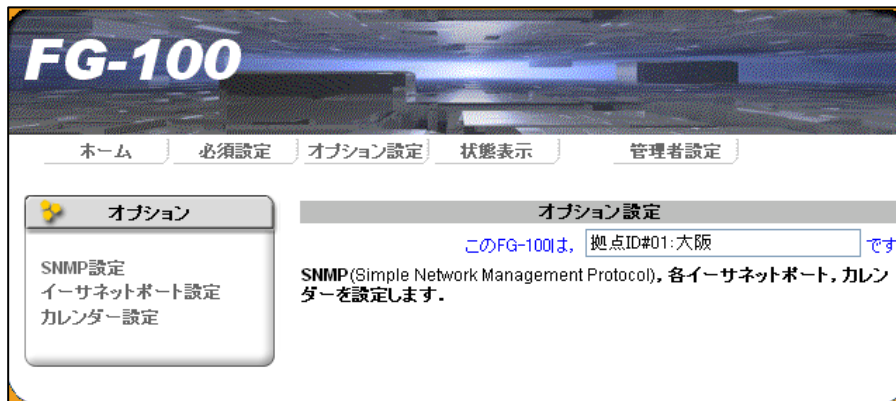 FG-100
ホーム 必須設定 オプション設定 状態表示 管理者設定
オプション
SNMP設定
イーサネットポート設定
カレンダー設定
オプション設定
このFG-100は, 拠点ID#01:大阪 です
SNMP(Simple Network Management Protocol), 各イーサネットポート, カレン
ダーを設定します.